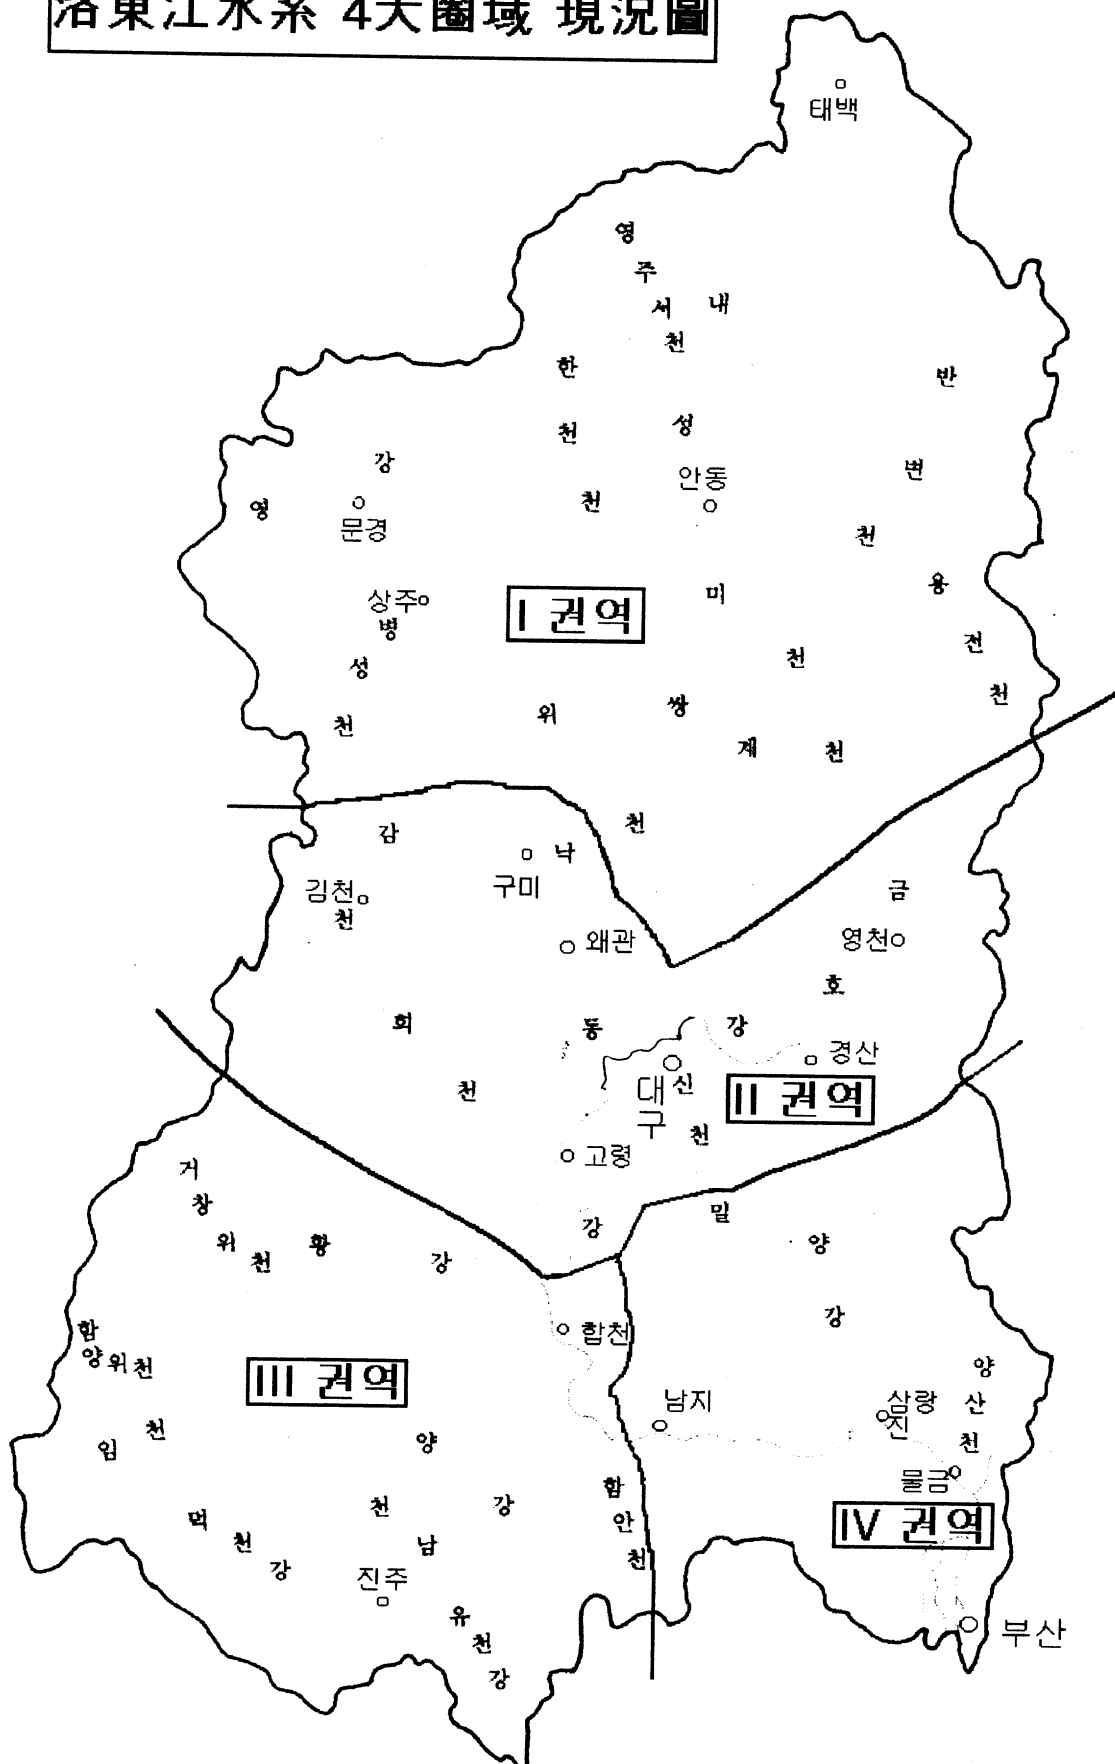 洛東江水系 4大圈域 現況圖
태백
영주서천
내성천
한천
반변천
영강
문경
안동
상주
병성천
I 권역
미천
용전천
위천
쌍계천
감천
김천
구미
왜관
낙동강
금호강
영천
경산
회천
대구
신천
II 권역
고령
거창위천
황강
밀양강
합천
함양위천
III 권역
임천
남지
삼랑진
양산천
물금
양천
남강
함안천
IV 권역
덕천강
진주
유천강
부산